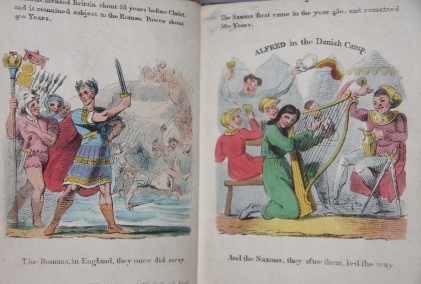 invaded Britain about 53 years before Christ,
and it remained subject to the Roman Power about
400 Years.
The Romans, in England, they once did sway.
The Saxons first came in the year 450, and remained
580 Years.
ALFRED in the Danish Camp.
And the Saxons, they after them, led the way